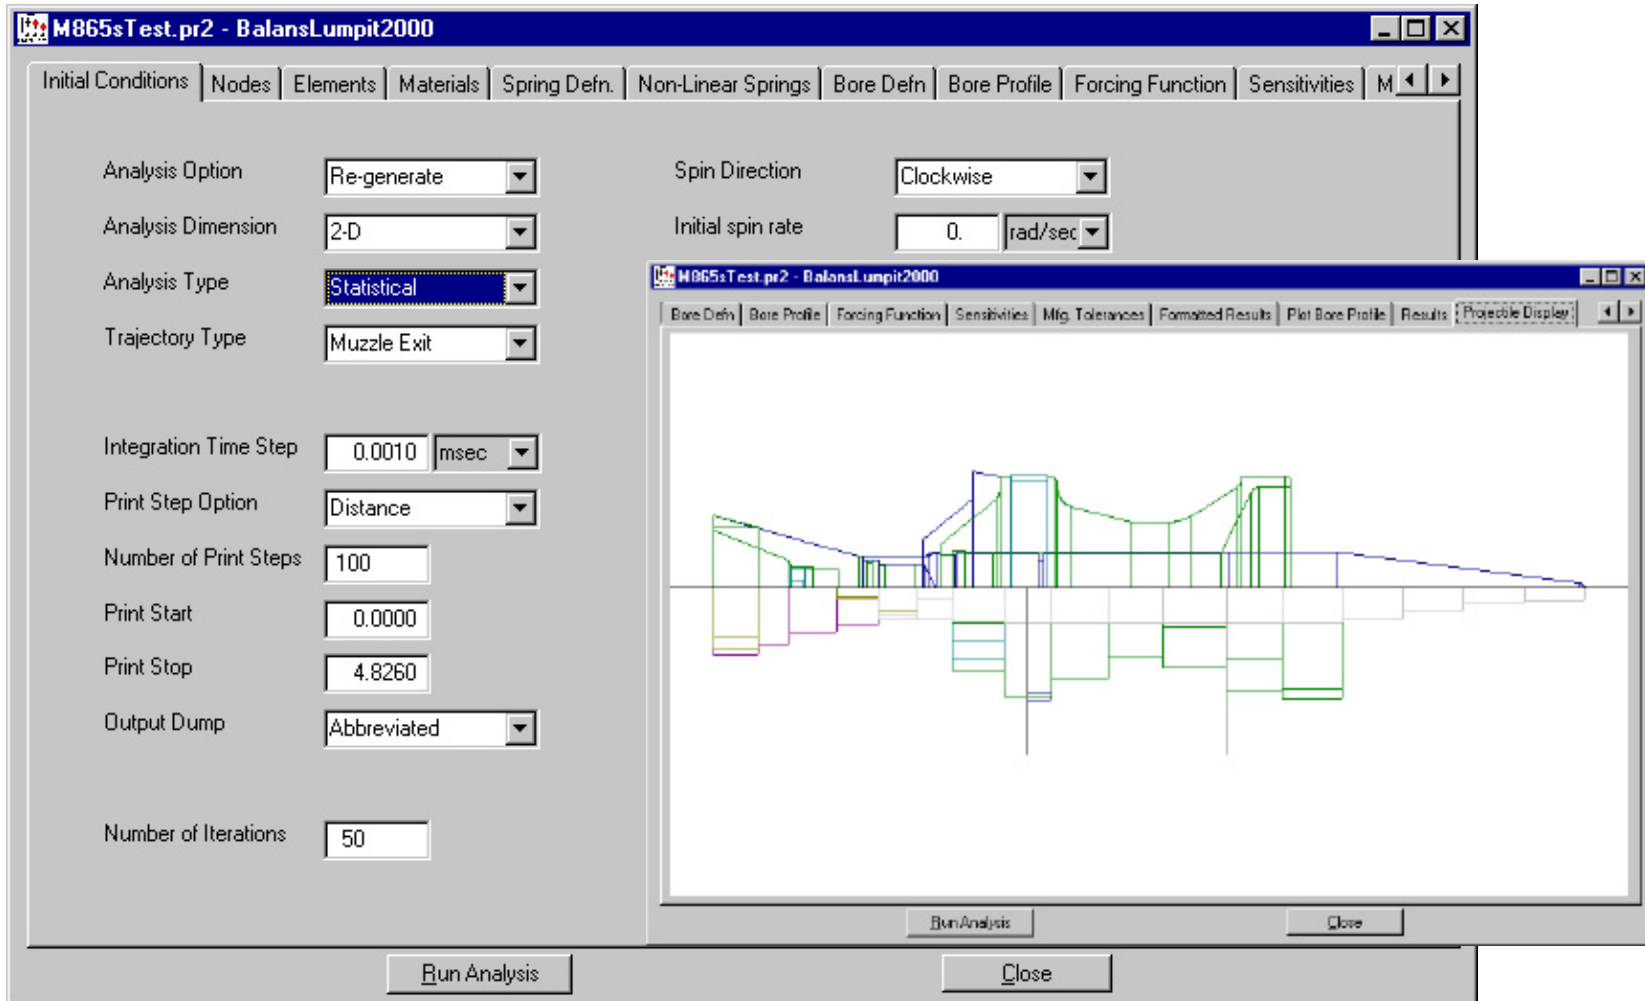 M865sTest.pr2 - BalansLumpit2000
Initial Conditions Nodes Elements Materials Spring Defn. Non-Linear Springs Bore Defn Bore Profile Forcing Function Sensitivities M
Analysis Option Re-generate Spin Direction Clockwise
Analysis Dimension 2-D Initial spin rate 0. rad/sec
Analysis Type Statistical
Trajectory Type Muzzle Exit
Integration Time Step 0.0010 msec
Print Step Option Distance
Number of Print Steps 100
Print Start 0.0000
Print Stop 4.8260
Output Dump Abbreviated
Number of Iterations 50
Run Analysis Close
M865sTest.pr2 - BalansLumpit2000
Bore Defn Bore Profile Forcing Function Sensitivities Mfg. Tolerances Formatted Results Plot Bore Profile Results Projectile Display
Run Analysis Close